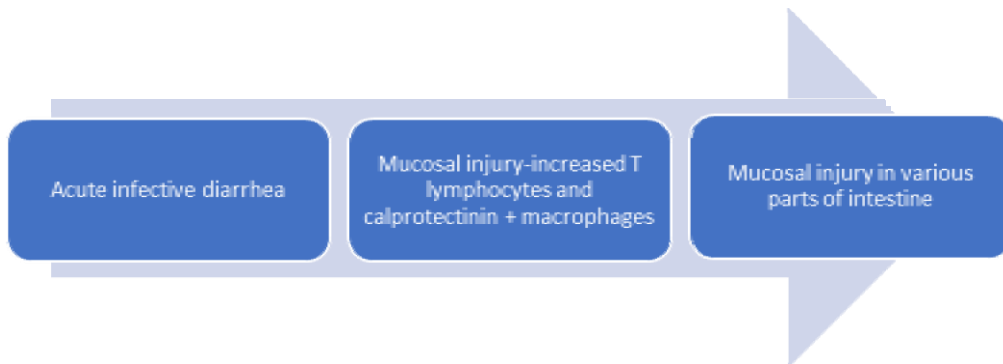 Acute infective diarrhea
Mucosal injury-increased T
lymphocytes and
calprotectinin + macrophages
Mucosal injury in various
parts of intestine